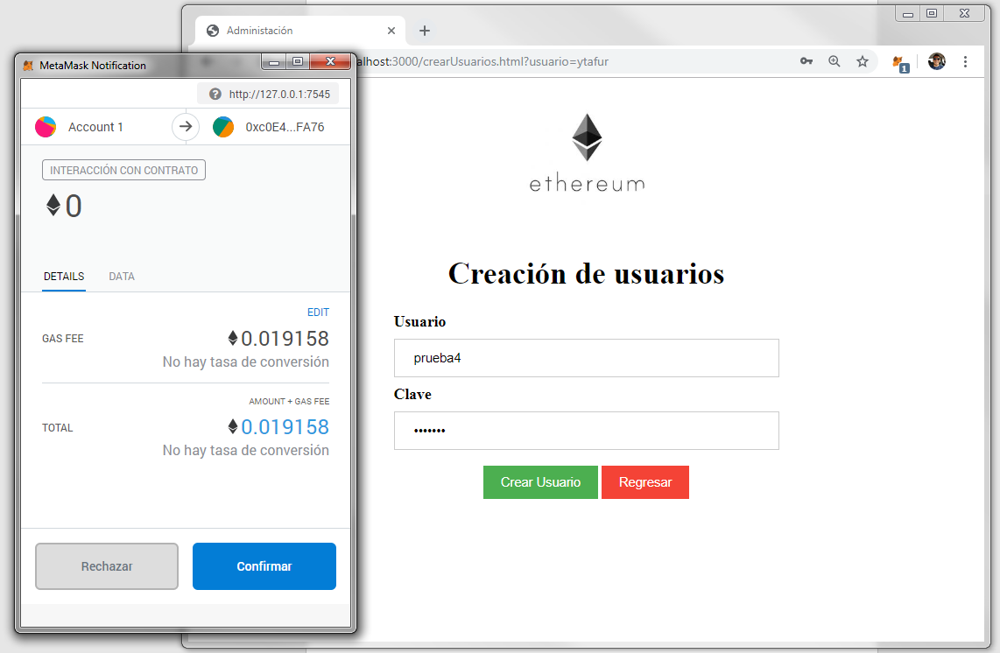 Administación
alhost:3000/crearUsuarios.html?usuario=ytafur
1
MetaMask Notification
http://127.0.0.1:7545
Account 1
0xc0E4...FA76
INTERACCIÓN CON CONTRATO
0
DETAILS
DATA
EDIT
GAS FEE
0.019158
No hay tasa de conversión
AMOUNT + GAS FEE
TOTAL
0.019158
No hay tasa de conversión
Rechazar
Confirmar
ethereum
Creación de usuarios
Usuario
prueba4
Clave
•••••••
Crear Usuario
Regresar